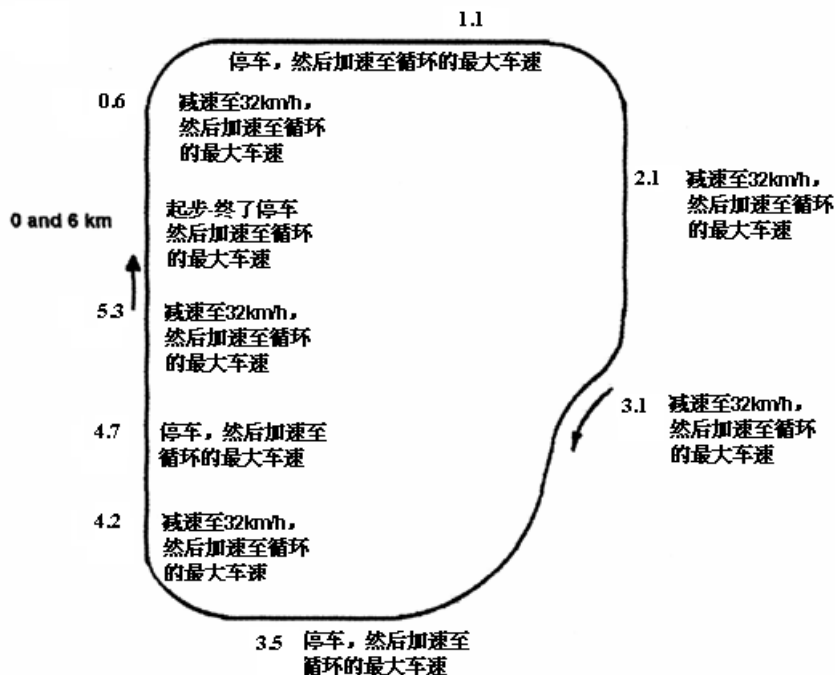 1.1
停车，然后加速至循环的最大车速
0.6
减速至32km/h，
然后加速至循环
的最大车速
2.1
减速至32km/h，
然后加速至循环
的最大车速
0 and 6 km
起步-终了停车
然后加速至循环
的最大车速
5.3
减速至32km/h，
然后加速至循环
的最大车速
3.1
减速至32km/h，
然后加速至循环
的最大车速
4.7
停车，然后加速至
循环的最大车速
4.2
减速至32km/h，
然后加速至循环
的最大车速
3.5
停车，然后加速至
循环的最大车速